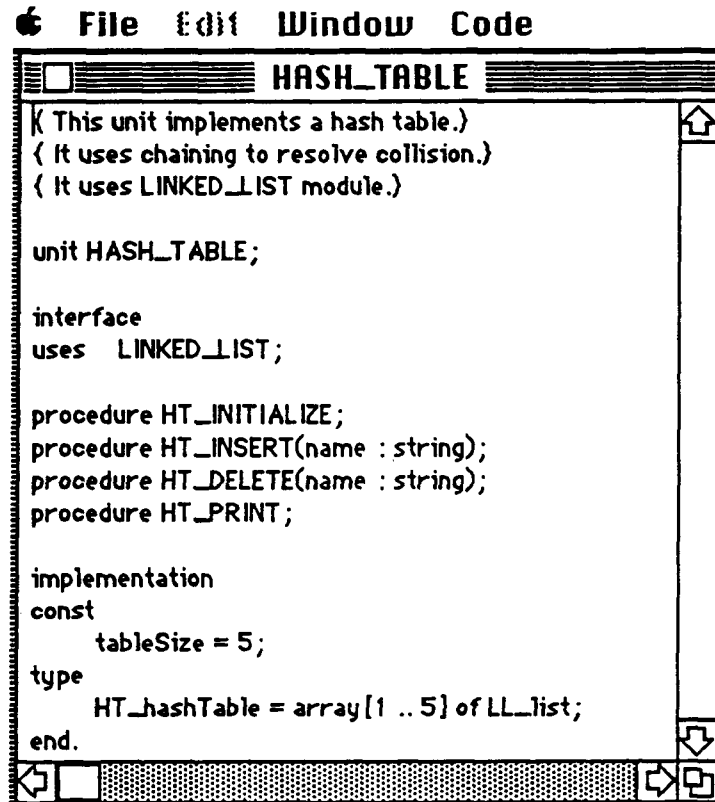 File Edit Window Code
HASH_TABLE
{ This unit implements a hash table.}
{ It uses chaining to resolve collision.}
{ It uses LINKED_LIST module.}
unit HASH_TABLE;
interface
uses LINKED_LIST;
procedure HT_INITIALIZE;
procedure HT_INSERT(name : string);
procedure HT_DELETE(name : string);
procedure HT_PRINT;
implementation
const
tableSize = 5;
type
HT_hashTable = array[1 .. 5] of LL_list;
end.